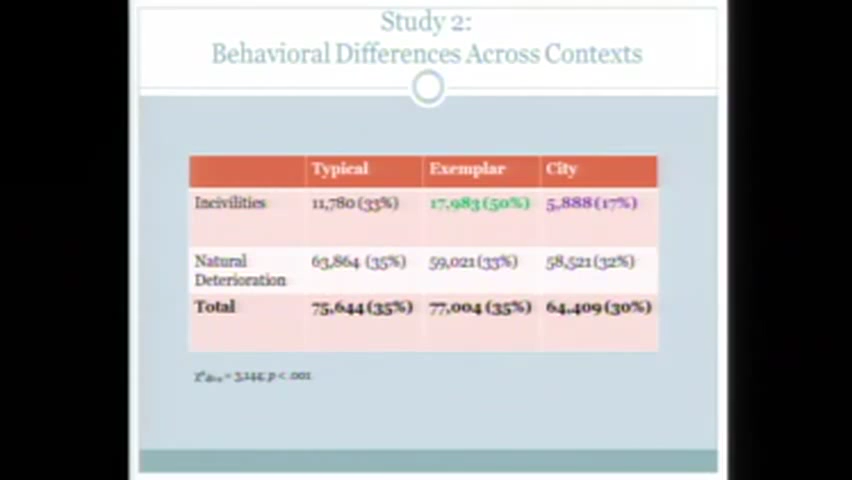 Study 2:
Behavioral Differences Across Contexts
Typical Exemplar City
Incivilities 11,780 (33%) 17,983 (50%) 5,888 (17%)
Natural Deterioration 63,864 (35%) 59,021 (33%) 58,521 (32%)
Total 75,644 (35%) 77,004 (35%) 64,409 (30%)
p < .001